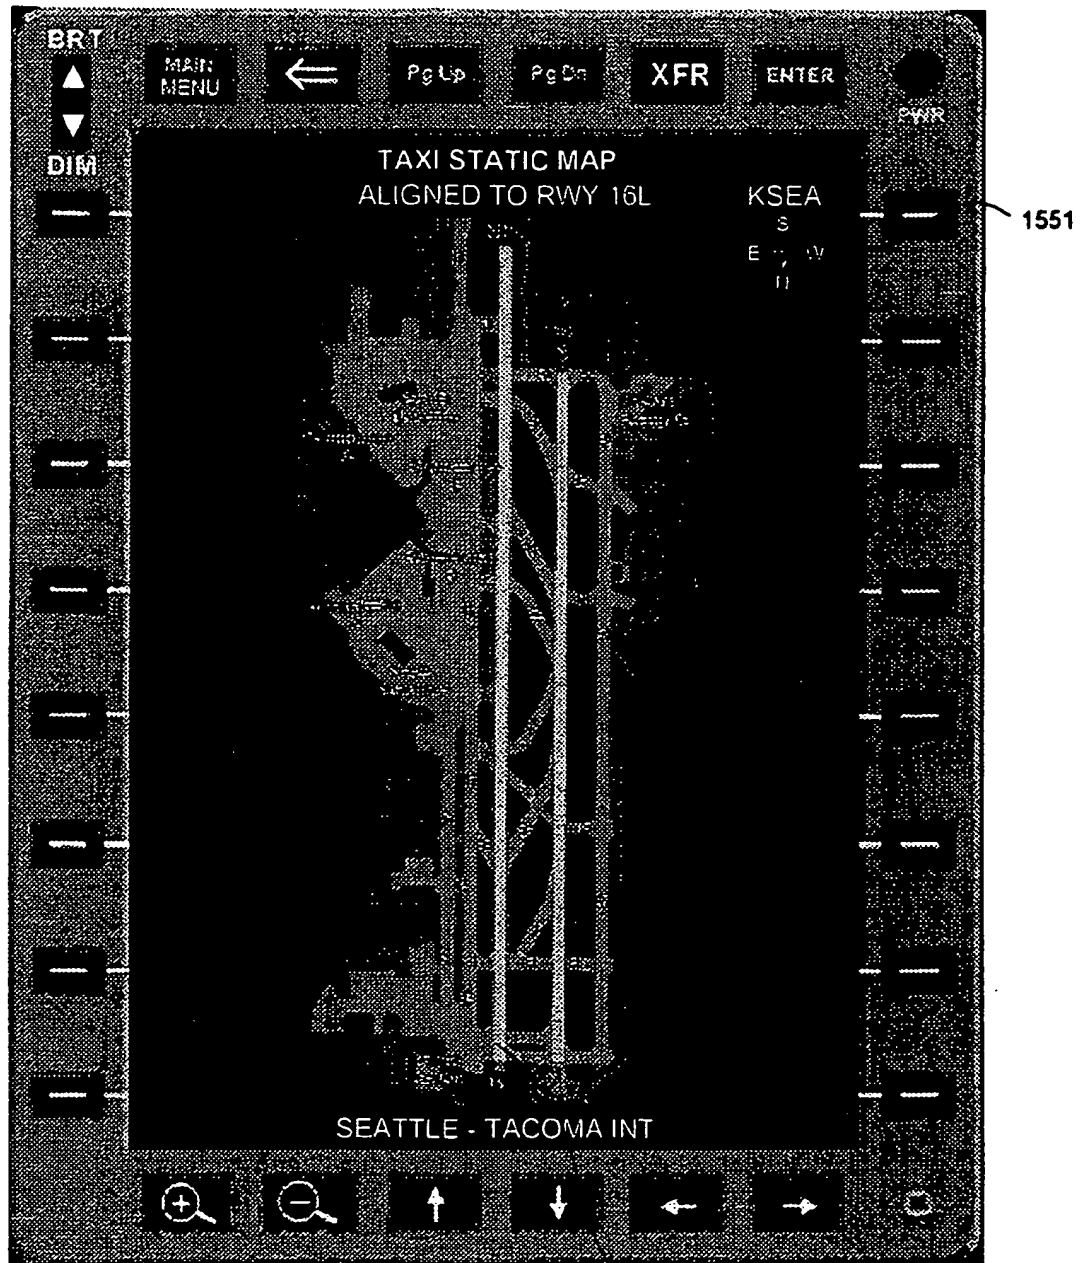 BRT
MAIN
MENU
Pg Up
Pg Dn
XFR
ENTER
PWR
DIM
TAXI STATIC MAP
ALIGNED TO RWY 16L
KSEA
S
E
W
1551
SEATTLE - TACOMA INT